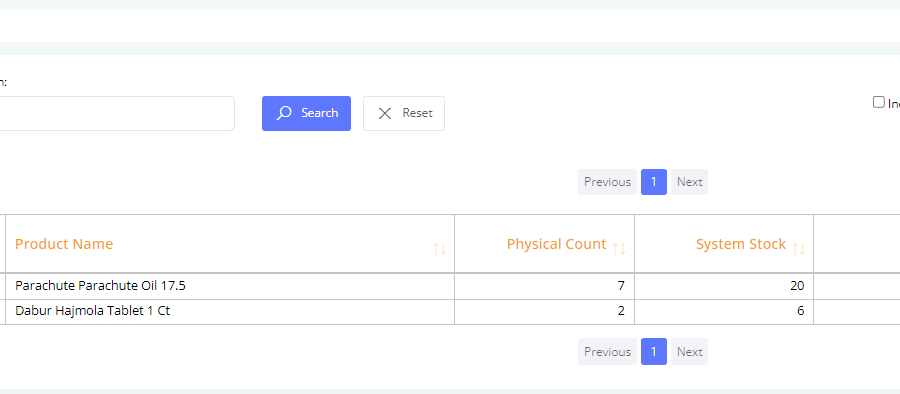 Search
Reset
Previous 1 Next
Product Name Physical Count System Stock
Parachute Parachute Oil 17.5 7 20
Dabur Hajmola Tablet 1 Ct 2 6
Previous 1 Next